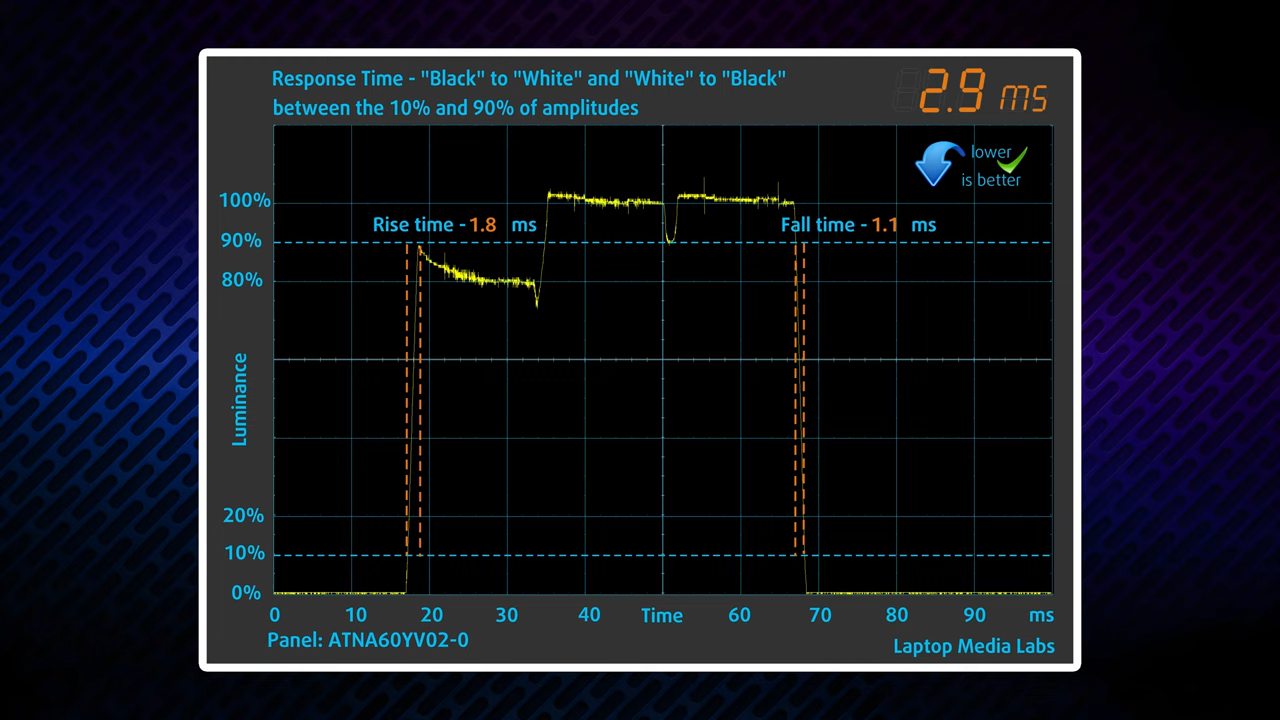 Response Time - "Black" to "White" and "White" to "Black"
between the 10% and 90% of amplitudes
2.9 ms
lower
is better
100%
Rise time - 1.8 ms
Fall time - 1.1 ms
90%
80%
Luminance
20%
10%
0%
0 10 20 30 40 Time 60 70 80 90 ms
Panel: ATNA60YV02-0
Laptop Media Labs